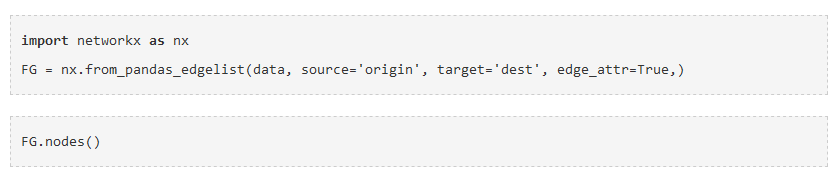 import networkx as nx
FG = nx.from_pandas_edgelist(data, source='origin', target='dest', edge_attr=True,)
FG.nodes()